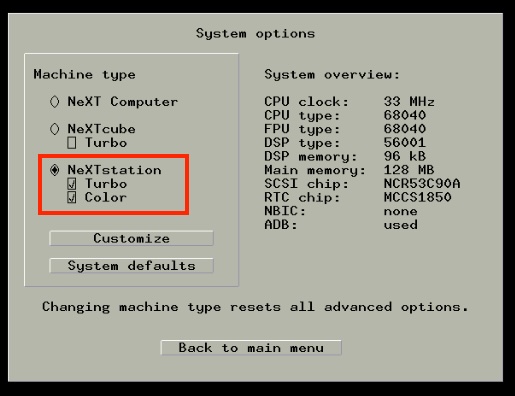 System options
Machine type
NeXT Computer
NeXTcube
Turbo
NeXTstation
Turbo
Color
Customize
System defaults
System overview:
CPU clock: 33 MHz
CPU type: 68040
FPU type: 68040
DSP type: 56001
DSP memory: 96 kB
Main memory: 128 MB
SCSI chip: NCR53C90A
RTC chip: MCCS1850
NBIC: none
ADB: used
Changing machine type resets all advanced options.
Back to main menu